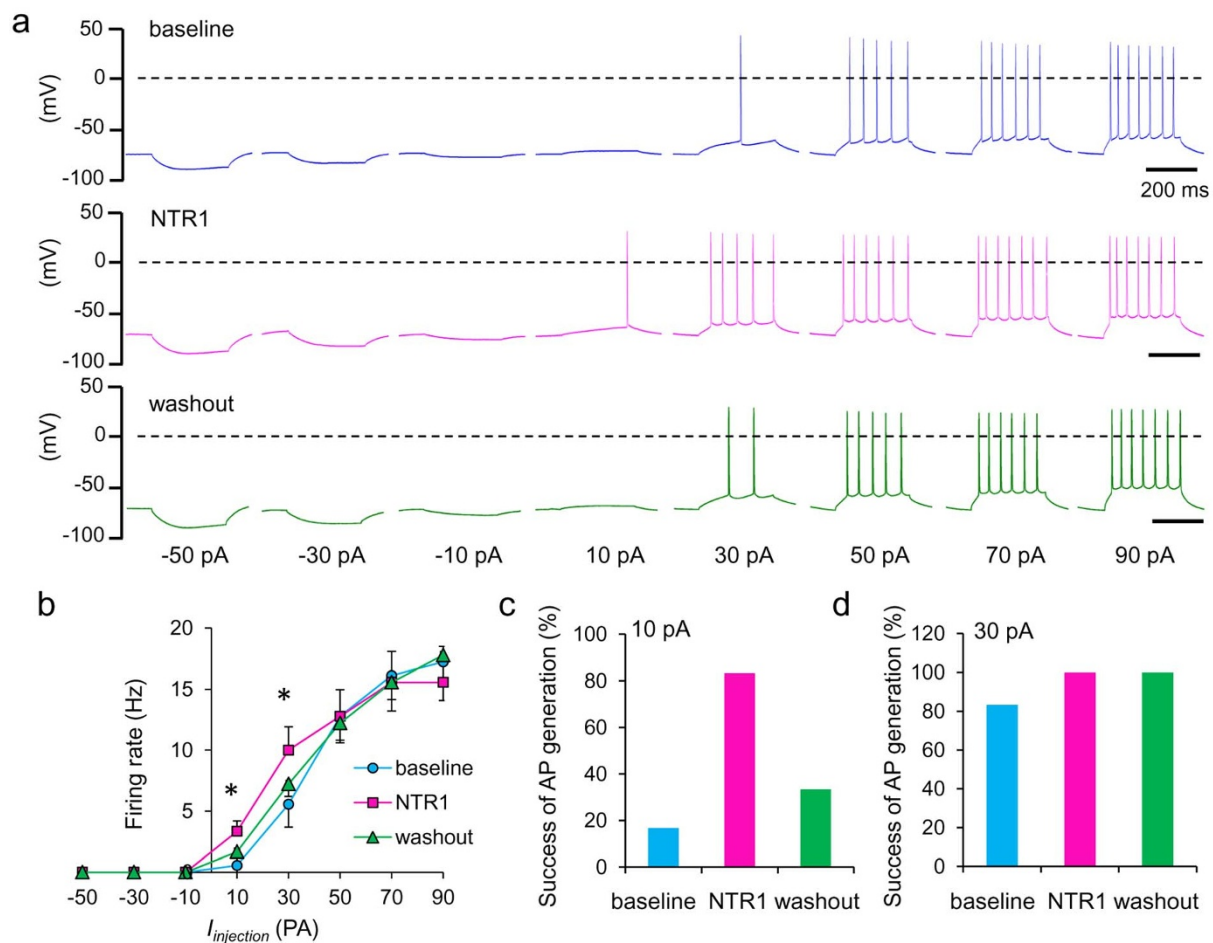 a
baseline
50
0
-50
-100
(mV)
200 ms
NTR1
50
0
-50
-100
(mV)
washout
50
0
-50
-100
(mV)
-50 pA -30 pA -10 pA 10 pA 30 pA 50 pA 70 pA 90 pA
b
20
15
10
5
Firing rate (Hz)
*
*
baseline
NTR1
washout
-50 -30 -10 10 30 50 70 90
Iinjection (PA)
c
10 pA
Success of AP generation (%)
100
80
60
40
20
0
baseline NTR1 washout
d
30 pA
Success of AP generation (%)
120
100
80
60
40
20
0
baseline NTR1 washout